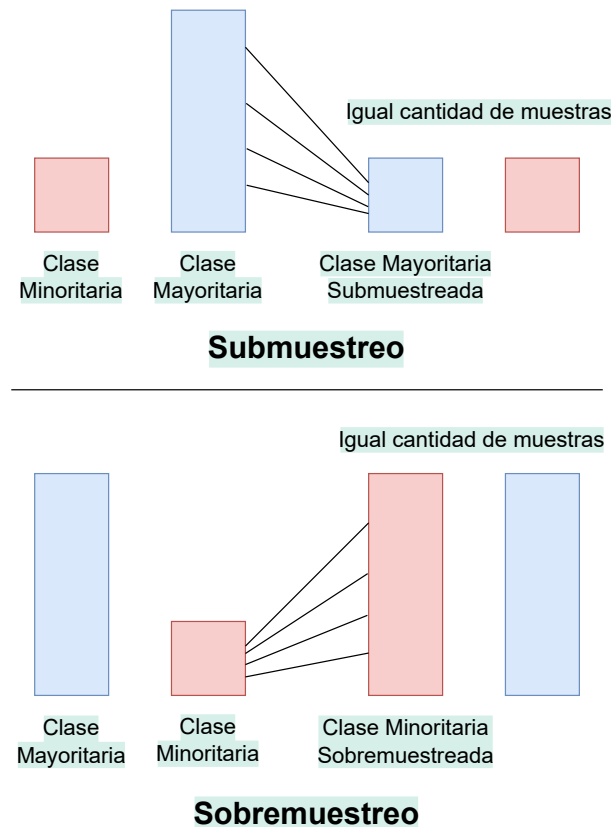 Igual cantidad de muestras
Clase
Minoritaria
Clase
Mayoritaria
Clase Mayoritaria
Submuestreada
Submuestreo
Igual cantidad de muestras
Clase
Mayoritaria
Clase
Minoritaria
Clase Minoritaria
Sobremuestreada
Sobremuestreo